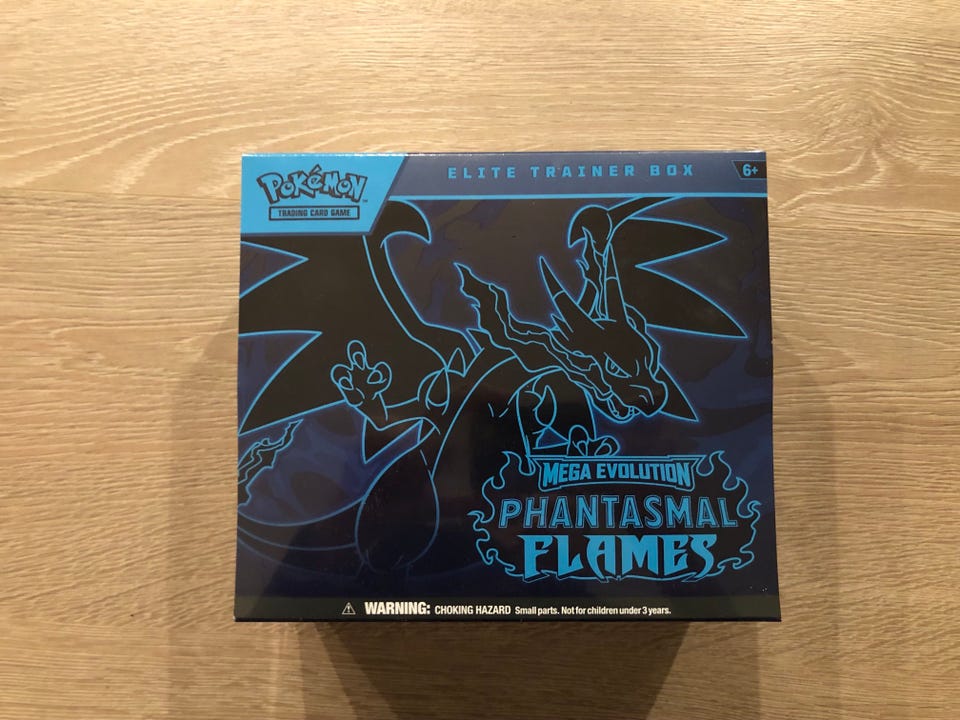 POKéMON™
TRADING CARD GAME
ELITE TRAINER BOX
6+
MEGA EVOLUTION
PHANTASMAL
FLAMES
WARNING: CHOKING HAZARD Small parts. Not for children under 3 years.